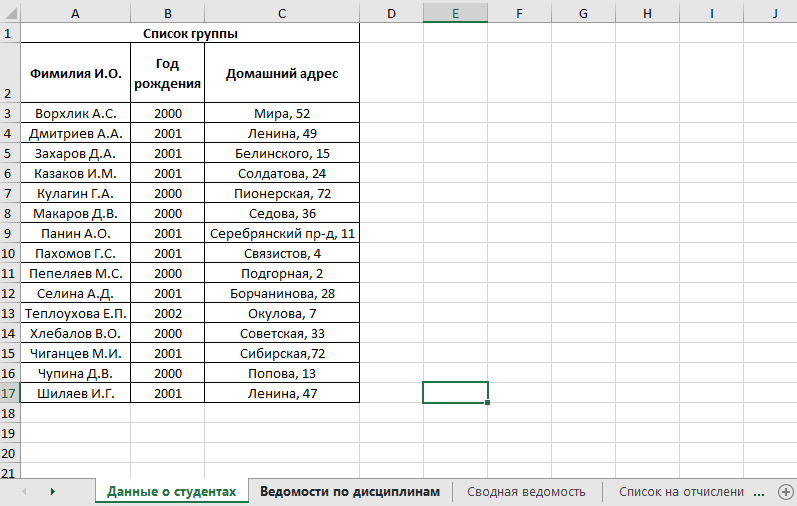 A B C D E F G H I J
1 Список группы
2 Фамилия И.О. Год рождения Домашний адрес
3 Ворхлик А.С. 2000 Мира, 52
4 Дмитриев А.А. 2001 Ленина, 49
5 Захаров Д.А. 2001 Белинского, 15
6 Казаков И.М. 2001 Солдатова, 24
7 Кулагин Г.А. 2000 Пионерская, 72
8 Макаров Д.В. 2000 Седова, 36
9 Панин А.О. 2001 Серебрянский пр-д, 11
10 Пахомов Г.С. 2001 Связистов, 4
11 Пепеляев М.С. 2000 Подгорная, 2
12 Селина А.Д. 2001 Борчанинова, 28
13 Теплоухова Е.П. 2002 Окулова, 7
14 Хлебалов В.О. 2000 Советская, 33
15 Чиганцев М.И. 2001 Сибирская,72
16 Чупина Д.В. 2000 Попова, 13
17 Шиляев И.Г. 2001 Ленина, 47
18
19
20
21
Данные о студентах Ведомости по дисциплинам Сводная ведомость Список на отчислени ...